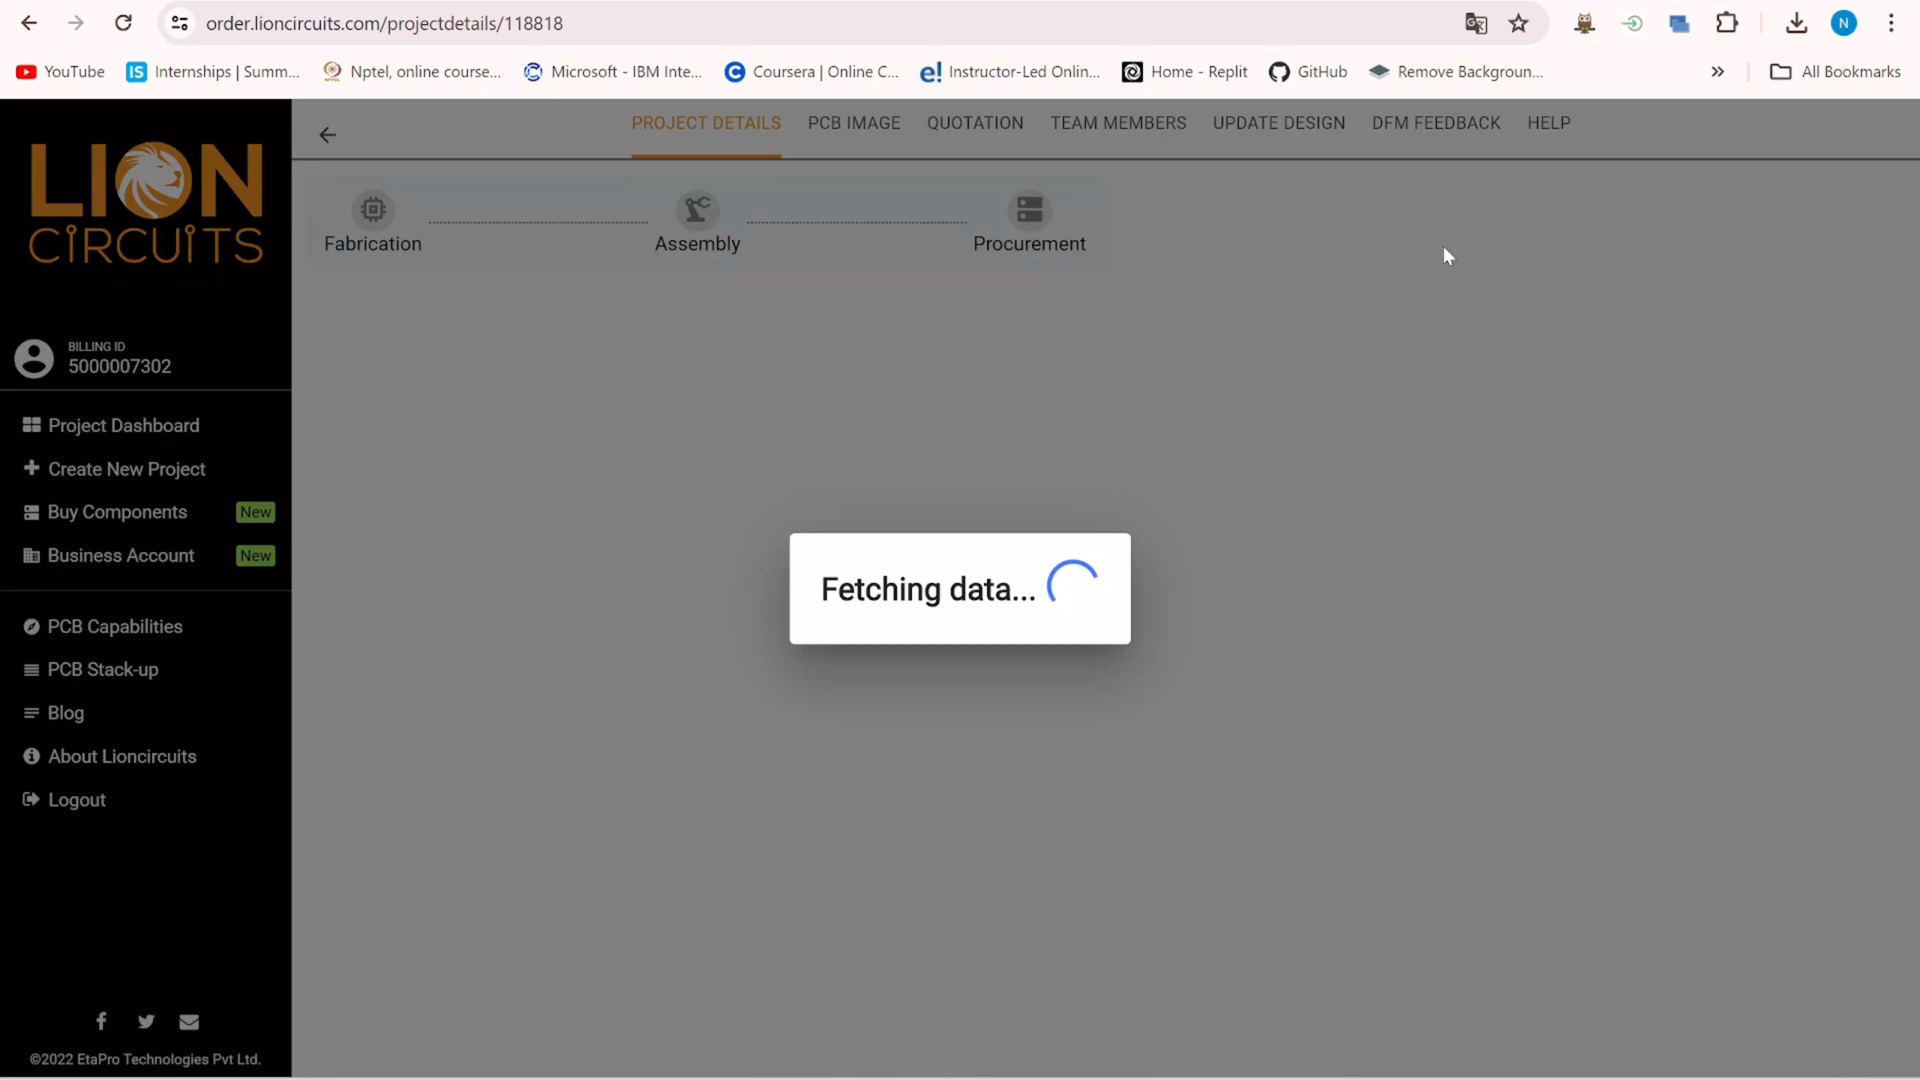 order.lioncircuits.com/projectdetails/118818
N
YouTube
IS Internships | Summ...
Nptel, online course...
Microsoft - IBM Inte...
Coursera | Online C...
e! Instructor-Led Onlin...
Home - Replit
GitHub
Remove Backgroun...
All Bookmarks
LION
CIRCUITS
PROJECT DETAILS
PCB IMAGE
QUOTATION
TEAM MEMBERS
UPDATE DESIGN
DFM FEEDBACK
HELP
Fabrication
Assembly
Procurement
BILLING ID
5000007302
Project Dashboard
Create New Project
Buy Components New
Business Account New
Fetching data...
PCB Capabilities
PCB Stack-up
Blog
About Lioncircuits
Logout
©2022 EtaPro Technologies Pvt Ltd.